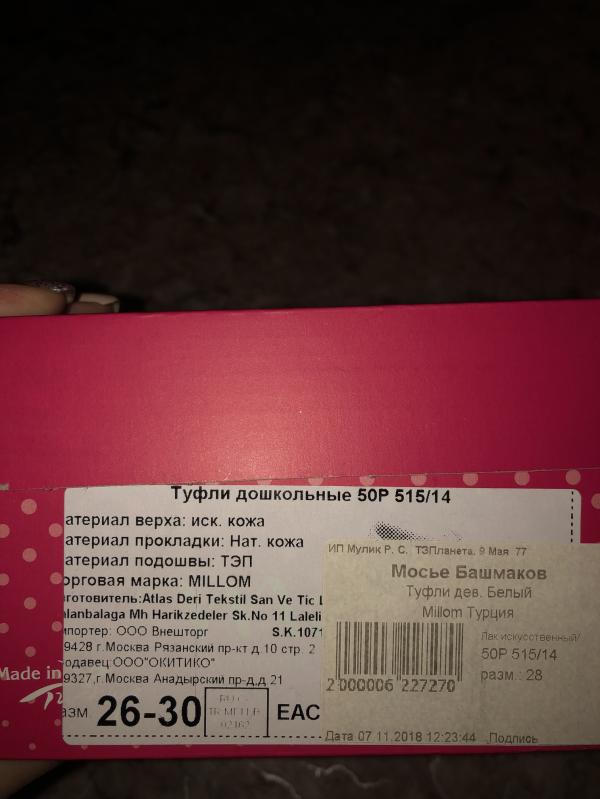 Туфли дошкольные 50Р 515/14
атериал верха: иск. кожа
атериал прокладки: Нат. кожа
атериал подошвы: ТЭП
орговая марка: MILLOM
зготовитель:Atlas Deri Tekstil San Ve Tic L
alanbalaga Mh Harikzedeler Sk.No 11 Laleli
мпортер: ООО Внешторг S.K.1071
9428 г.Москва Рязанский пр-кт д.10 стр. 2
одавец:ООО"ОКИТИКО"
9327,г.Москва Анадырский пр-д,д 21
азм 26-30
EAC
Made in
ИП Мулик Р. С. ТЭПланета. 9 Мая 77
Мосье Башмаков
Туфли дев. Белый
Millom Турция
Лак искусственный/
50Р 515/14
разм.: 28
2 000006 227270
Дата 07.11.2018 12:23:44 Подпись